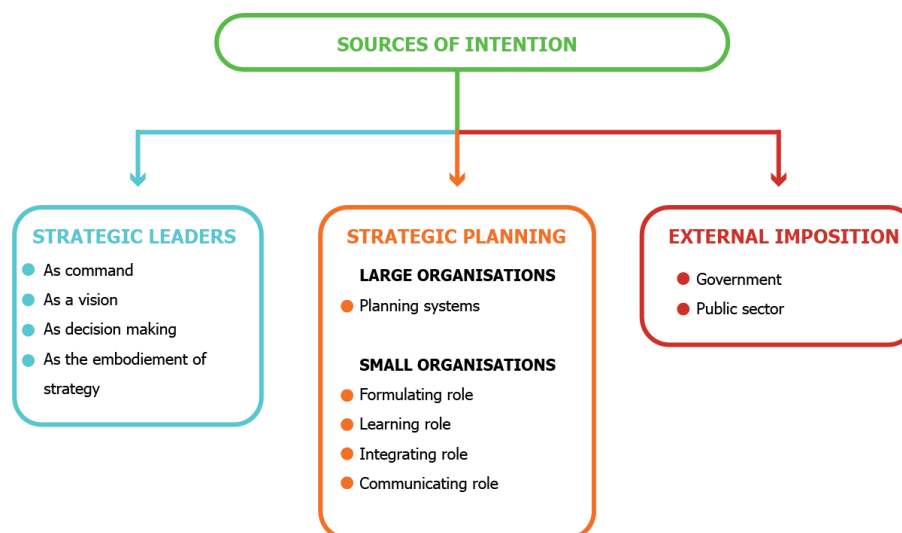 SOURCES OF INTENTION
STRATEGIC LEADERS
As command
As a vision
As decision making
As the embodiement of
strategy
STRATEGIC PLANNING
LARGE ORGANISATIONS
Planning systems
SMALL ORGANISATIONS
Formulating role
Learning role
Integrating role
Communicating role
EXTERNAL IMPOSITION
Government
Public sector